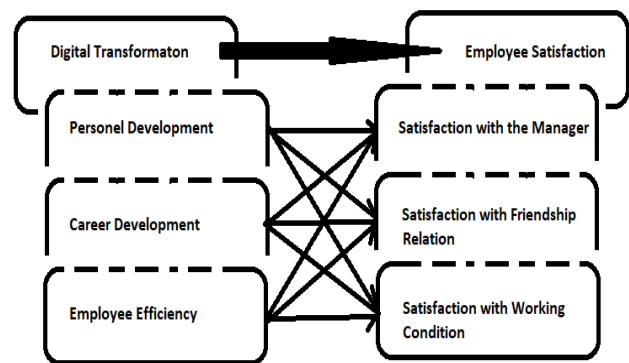 Digital Transformaton
Employee Satisfaction
Personel Development
Satisfaction with the Manager
Career Development
Satisfaction with Friendship
Relation
Employee Efficiency
Satisfaction with Working
Condition